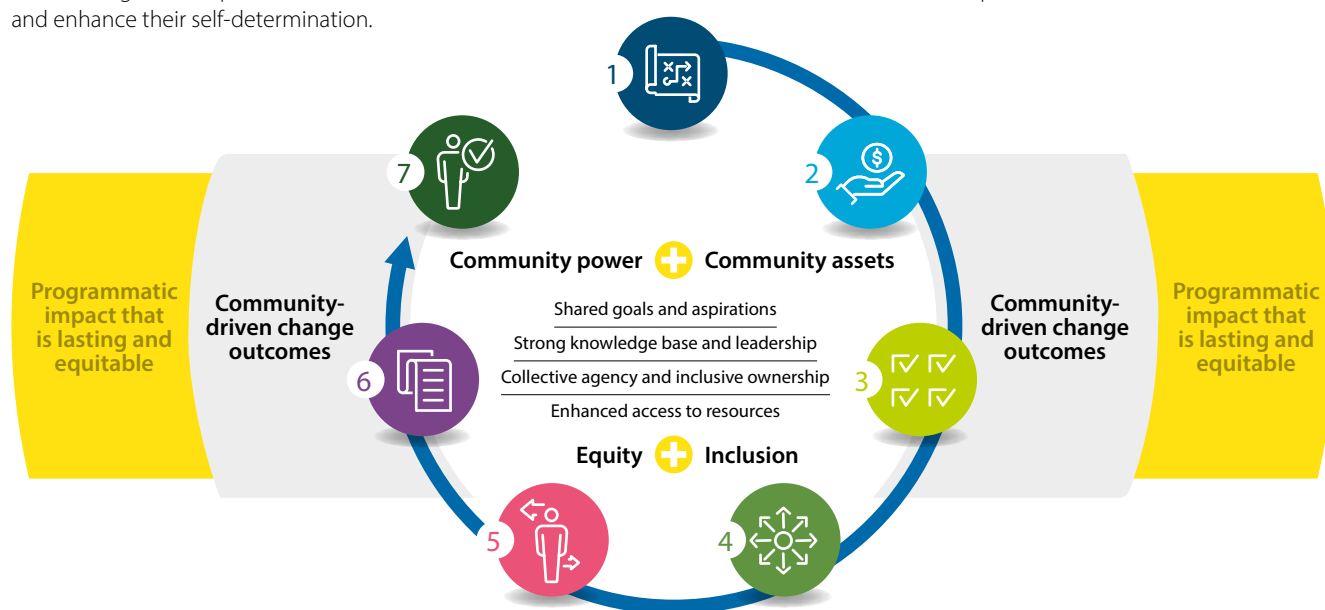 and enhance their self-determination.
1
2
7
Community power + Community assets
Programmatic
impact that
is lasting and
equitable
Community-
driven change
outcomes
Shared goals and aspirations
Strong knowledge base and leadership
Collective agency and inclusive ownership
Enhanced access to resources
Community-
driven change
outcomes
Programmatic
impact that
is lasting and
equitable
6
3
Equity + Inclusion
5
4